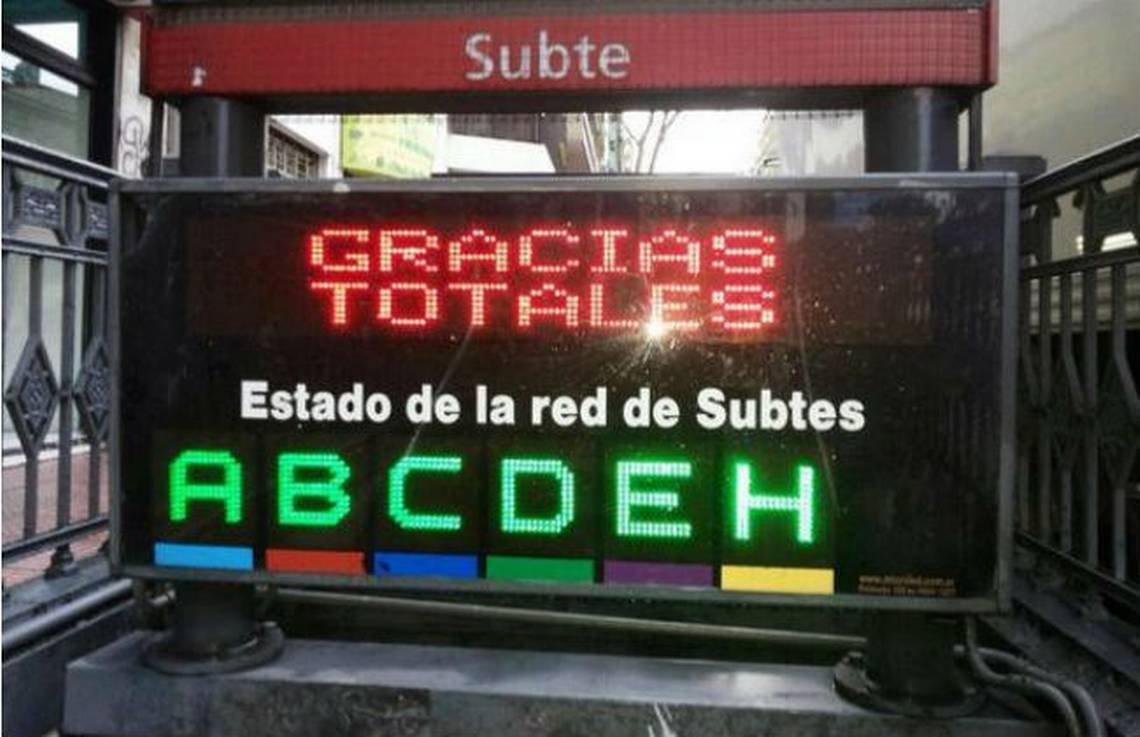 Subte
GRACIAS
TOTALES
Estado de la red de Subtes
A B C D E H